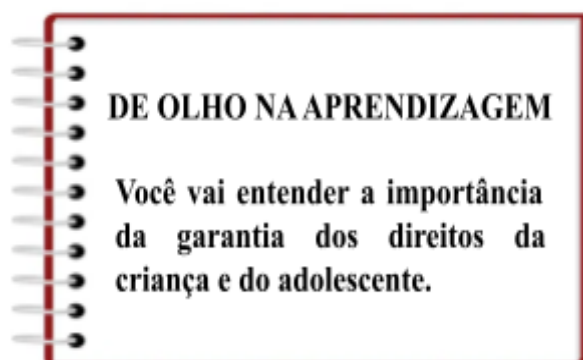 DE OLHO NA APRENDIZAGEM
Você vai entender a importância
da garantia dos direitos da
criança e do adolescente.